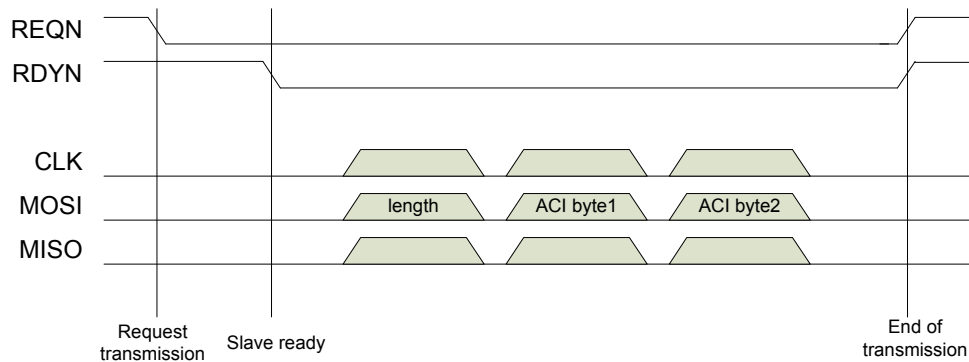 REQN
RDYN
CLK
MOSI
length
ACI byte1
ACI byte2
MISO
Request
transmission
Slave ready
End of
transmission